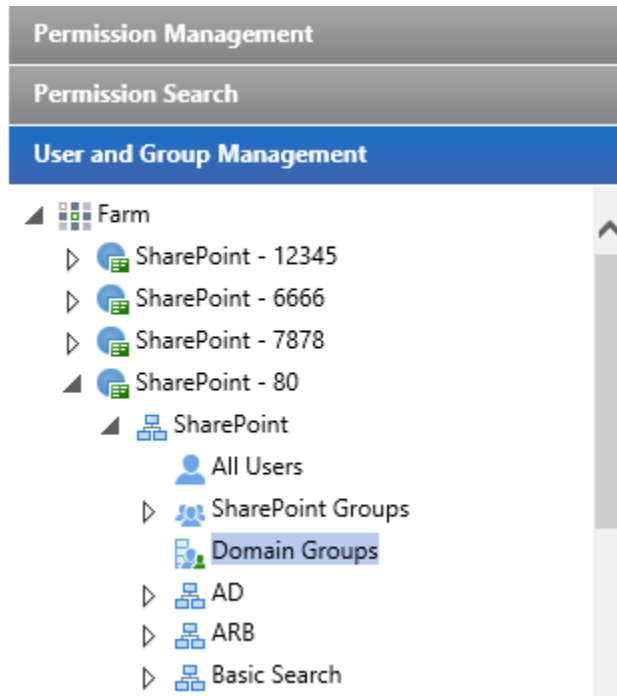 Permission Management
Permission Search
User and Group Management
Farm
SharePoint - 12345
SharePoint - 6666
SharePoint - 7878
SharePoint - 80
SharePoint
All Users
SharePoint Groups
Domain Groups
AD
ARB
Basic Search